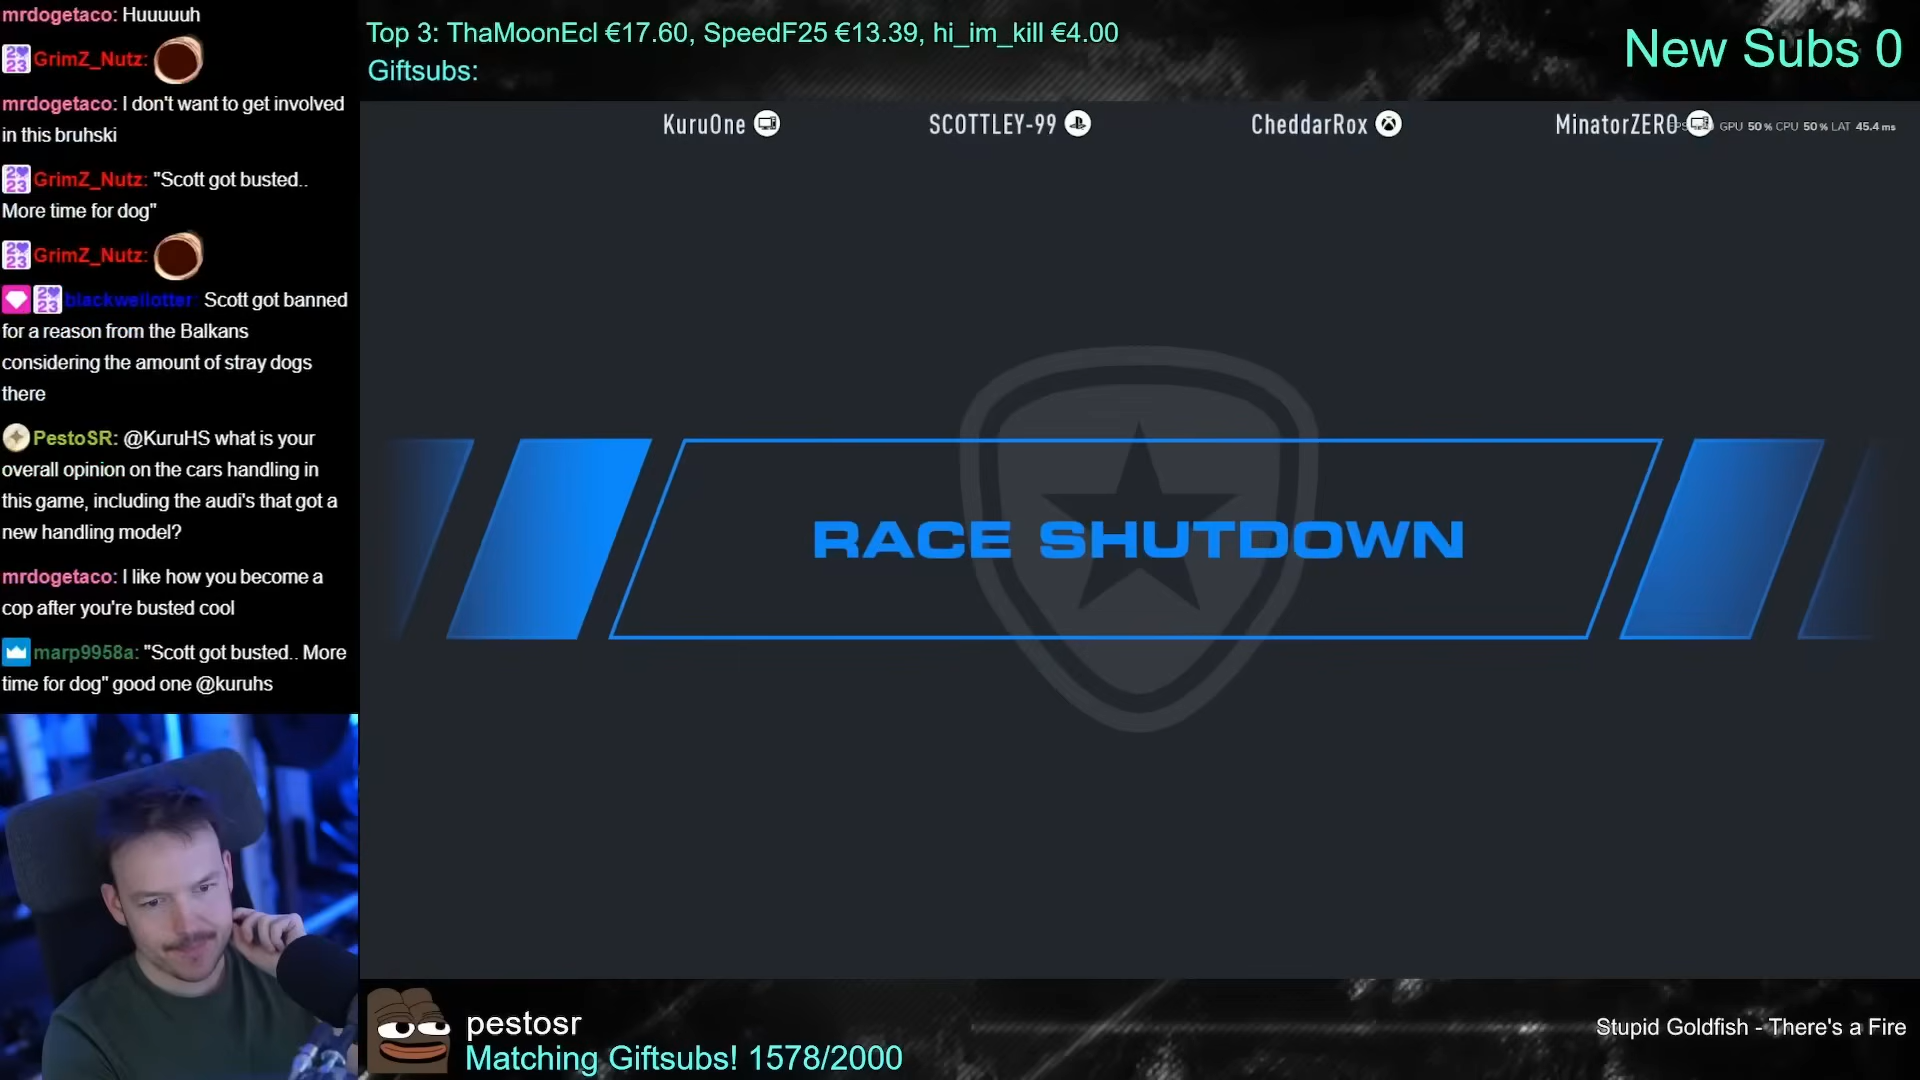 mrdogetaco: Huuuuuh
GrimZ_Nutz:
mrdogetaco: I don't want to get involved
in this bruhski
GrimZ_Nutz: "Scott got busted..
More time for dog"
GrimZ_Nutz:
blackwellotter: Scott got banned
for a reason from the Balkans
considering the amount of stray dogs
there
PestoSR: @KuruHS what is your
overall opinion on the cars handling in
this game, including the audi's that got a
new handling model?
mrdogetaco: I like how you become a
cop after you're busted cool
marp9958a: "Scott got busted.. More
time for dog" good one @kuruhs
Top 3: ThaMoonEcl €17.60, SpeedF25 €13.39, hi_im_kill €4.00
Giftsubs:
New Subs 0
KuruOne SCOTTLEY-99 CheddarRox MinatorZERO GPU 50 % CPU 50 % LAT 45.4 ms
RACE SHUTDOWN
pestosr
Matching Giftsubs! 1578/2000
Stupid Goldfish - There's a Fire